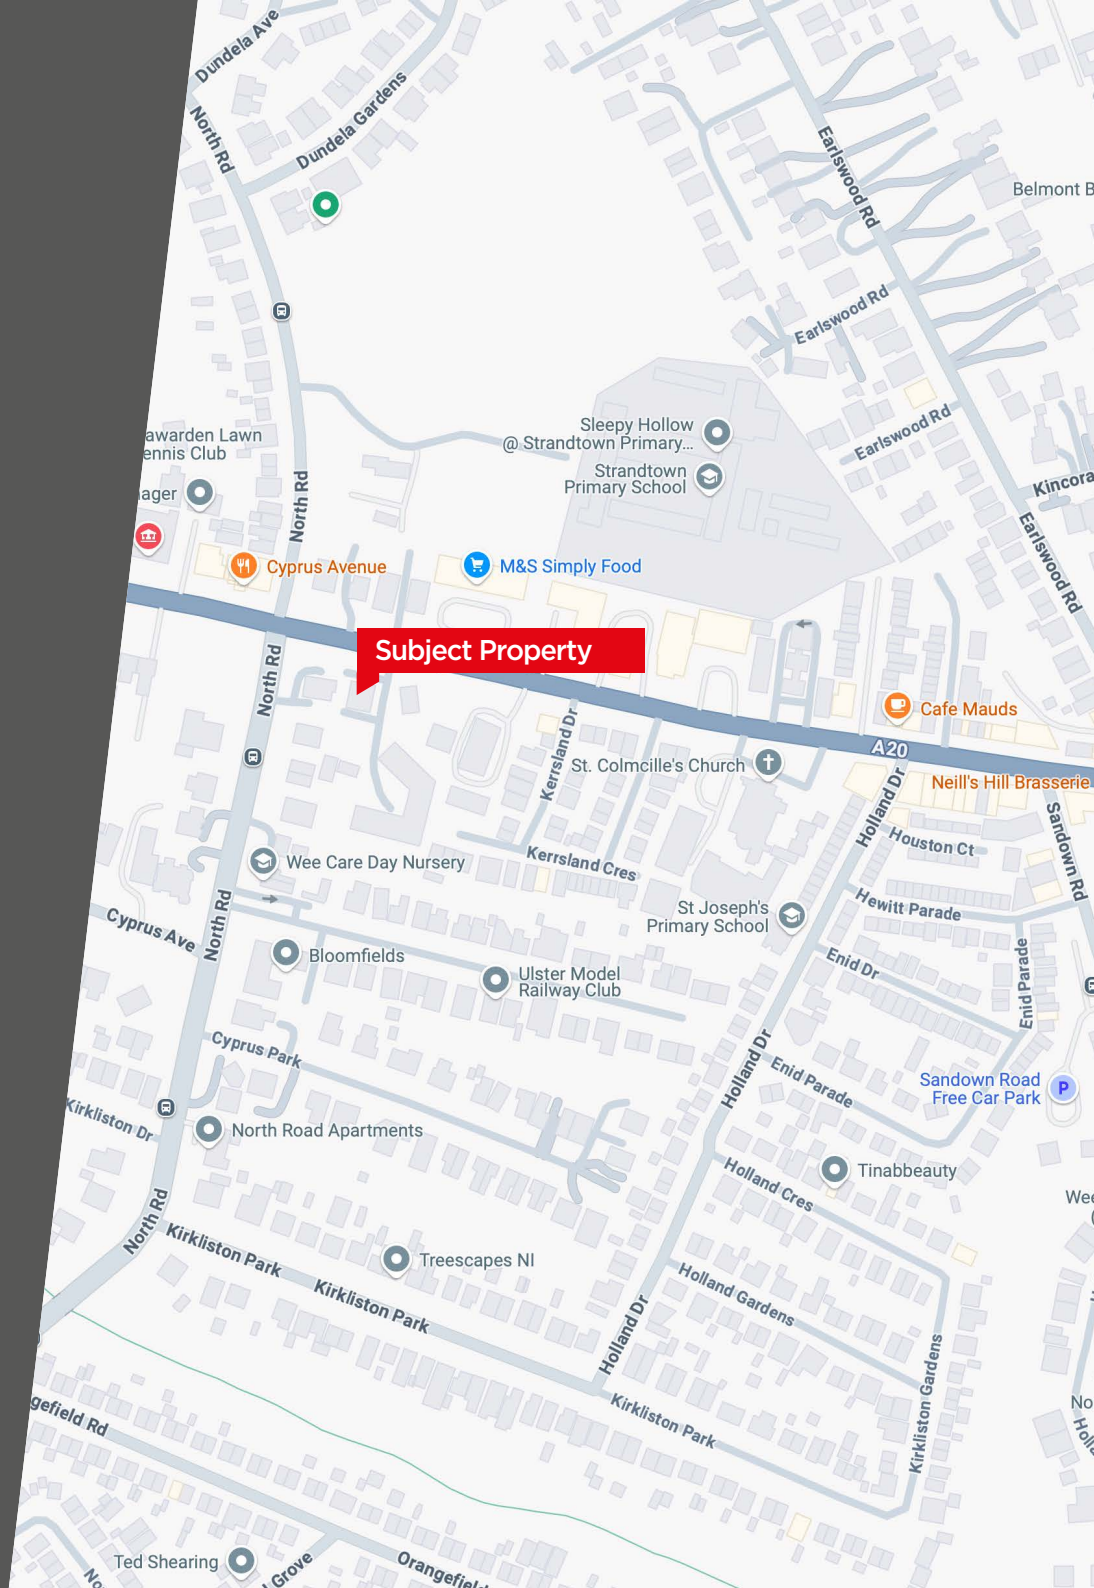 Dundela Ave
North Rd
Dundela Gardens
Earlswood Rd
Belmont B
Earlswood Rd
Earlswood Rd
Sleepy Hollow
@ Strandtown Primary...
Strandtown
Primary School
awarden Lawn
ennis Club
ager
North Rd
Kincora
Earlswood Rd
Cyprus Avenue
M&S Simply Food
Subject Property
North Rd
Kerrsland Dr
Cafe Mauds
A20
St. Colmcille's Church
Neill's Hill Brasserie
Holland Dr
Sandown Rd
Houston Ct
Wee Care Day Nursery
Kerrsland Cres
Hewitt Parade
St Joseph's
Primary School
Cyprus Ave
North Rd
Bloomfields
Enid Dr
Enid Parade
Ulster Model
Railway Club
Cyprus Park
Holland Dr
Enid Parade
Sandown Road
Free Car Park
P
Kirkliston Dr
North Road Apartments
Tinabbeauty
Holland Cres
Wee
North Rd
Kirkliston Park
Treescapes NI
Kirkliston Park
Holland Gardens
Holland Dr
Kirkliston Gardens
Kirkliston Park
No
Holla
gefield Rd
Ted Shearing
No
l Grove
Orangefiel